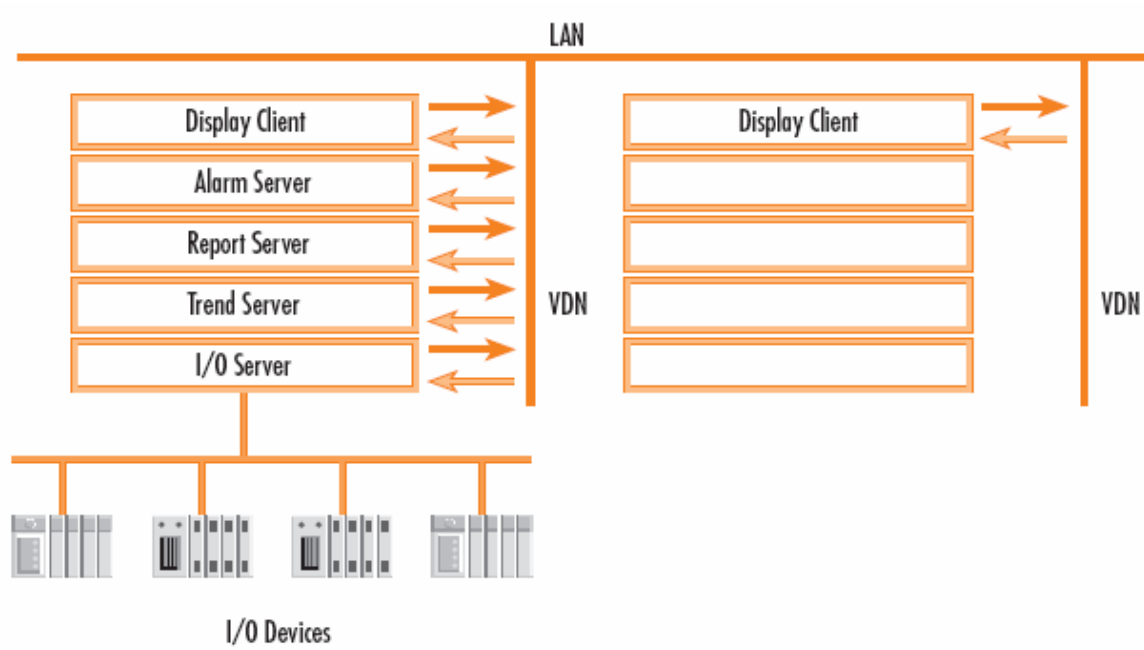 LAN
Display Client
Alarm Server
Report Server
Trend Server
I/O Server
VDN
Display Client
VDN
I/O Devices